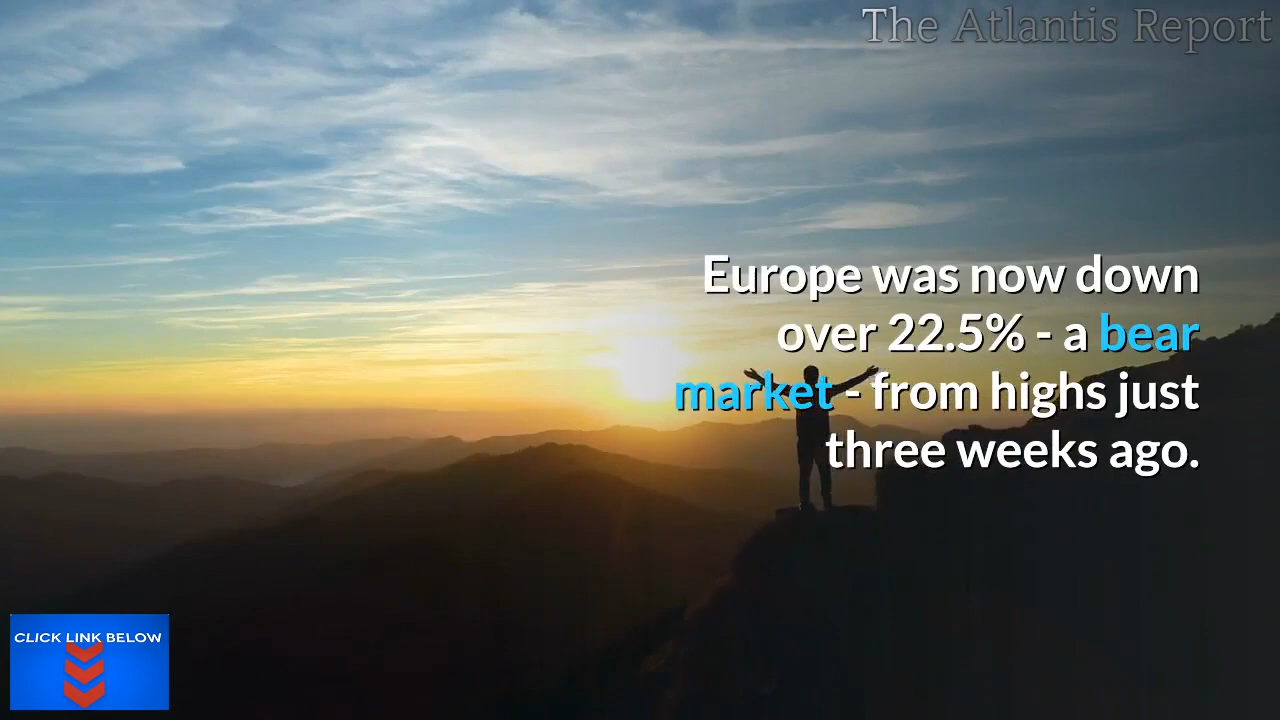 The Atlantis Report
Europe was now down
over 22.5% - a bear
market - from highs just
three weeks ago.
CLICK LINK BELOW